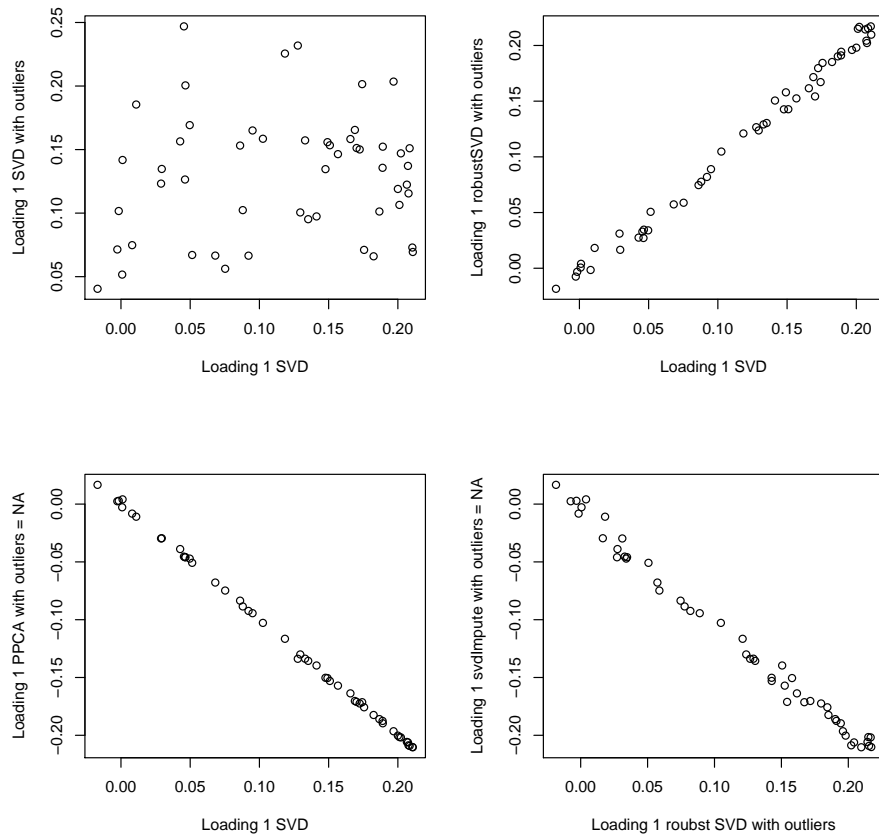 Loading 1 SVD with outliers
0.05 0.10 0.15 0.20 0.25
0.00 0.05 0.10 0.15 0.20
Loading 1 SVD
Loading 1 robustSVD with outliers
0.00 0.05 0.10 0.15 0.20
0.00 0.05 0.10 0.15 0.20
Loading 1 SVD
Loading 1 PPCA with outliers = NA
−0.20 −0.15 −0.10 −0.05 0.00
0.00 0.05 0.10 0.15 0.20
Loading 1 SVD
Loading 1 svdImpute with outliers = NA
−0.20 −0.15 −0.10 −0.05 0.00
0.00 0.05 0.10 0.15 0.20
Loading 1 roubst SVD with outliers